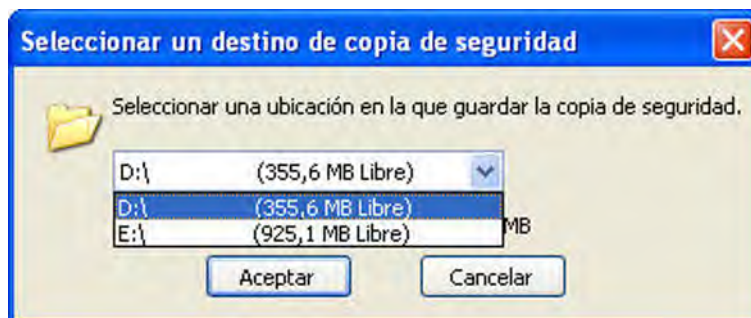 Seleccionar un destino de copia de seguridad
Seleccionar una ubicación en la que guardar la copia de seguridad.
D:\ (355,6 MB Libre)
D:\ (355,6 MB Libre)
E:\ (925,1 MB Libre)
MB
Aceptar Cancelar